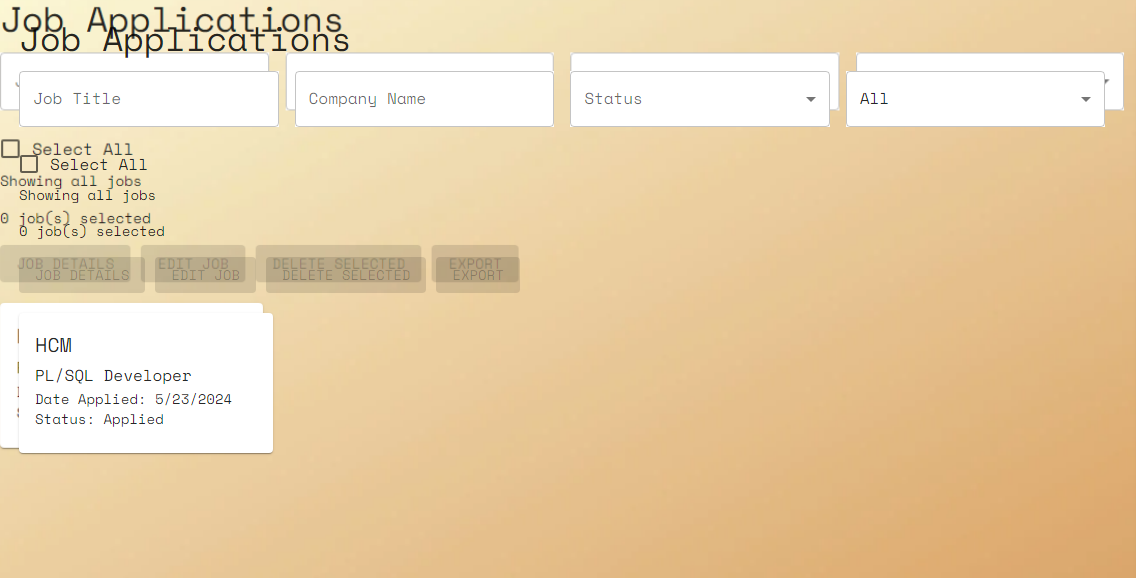 Job Applications
Job Applications
Job Title Company Name Status All
Select All
Select All
Showing all jobs
Showing all jobs
0 job(s) selected
0 job(s) selected
JOB DETAILS EDIT JOB DELETE SELECTED EXPORT
JOB DETAILS EDIT JOB DELETE SELECTED EXPORT
HCM
PL/SQL Developer
Date Applied: 5/23/2024
Status: Applied